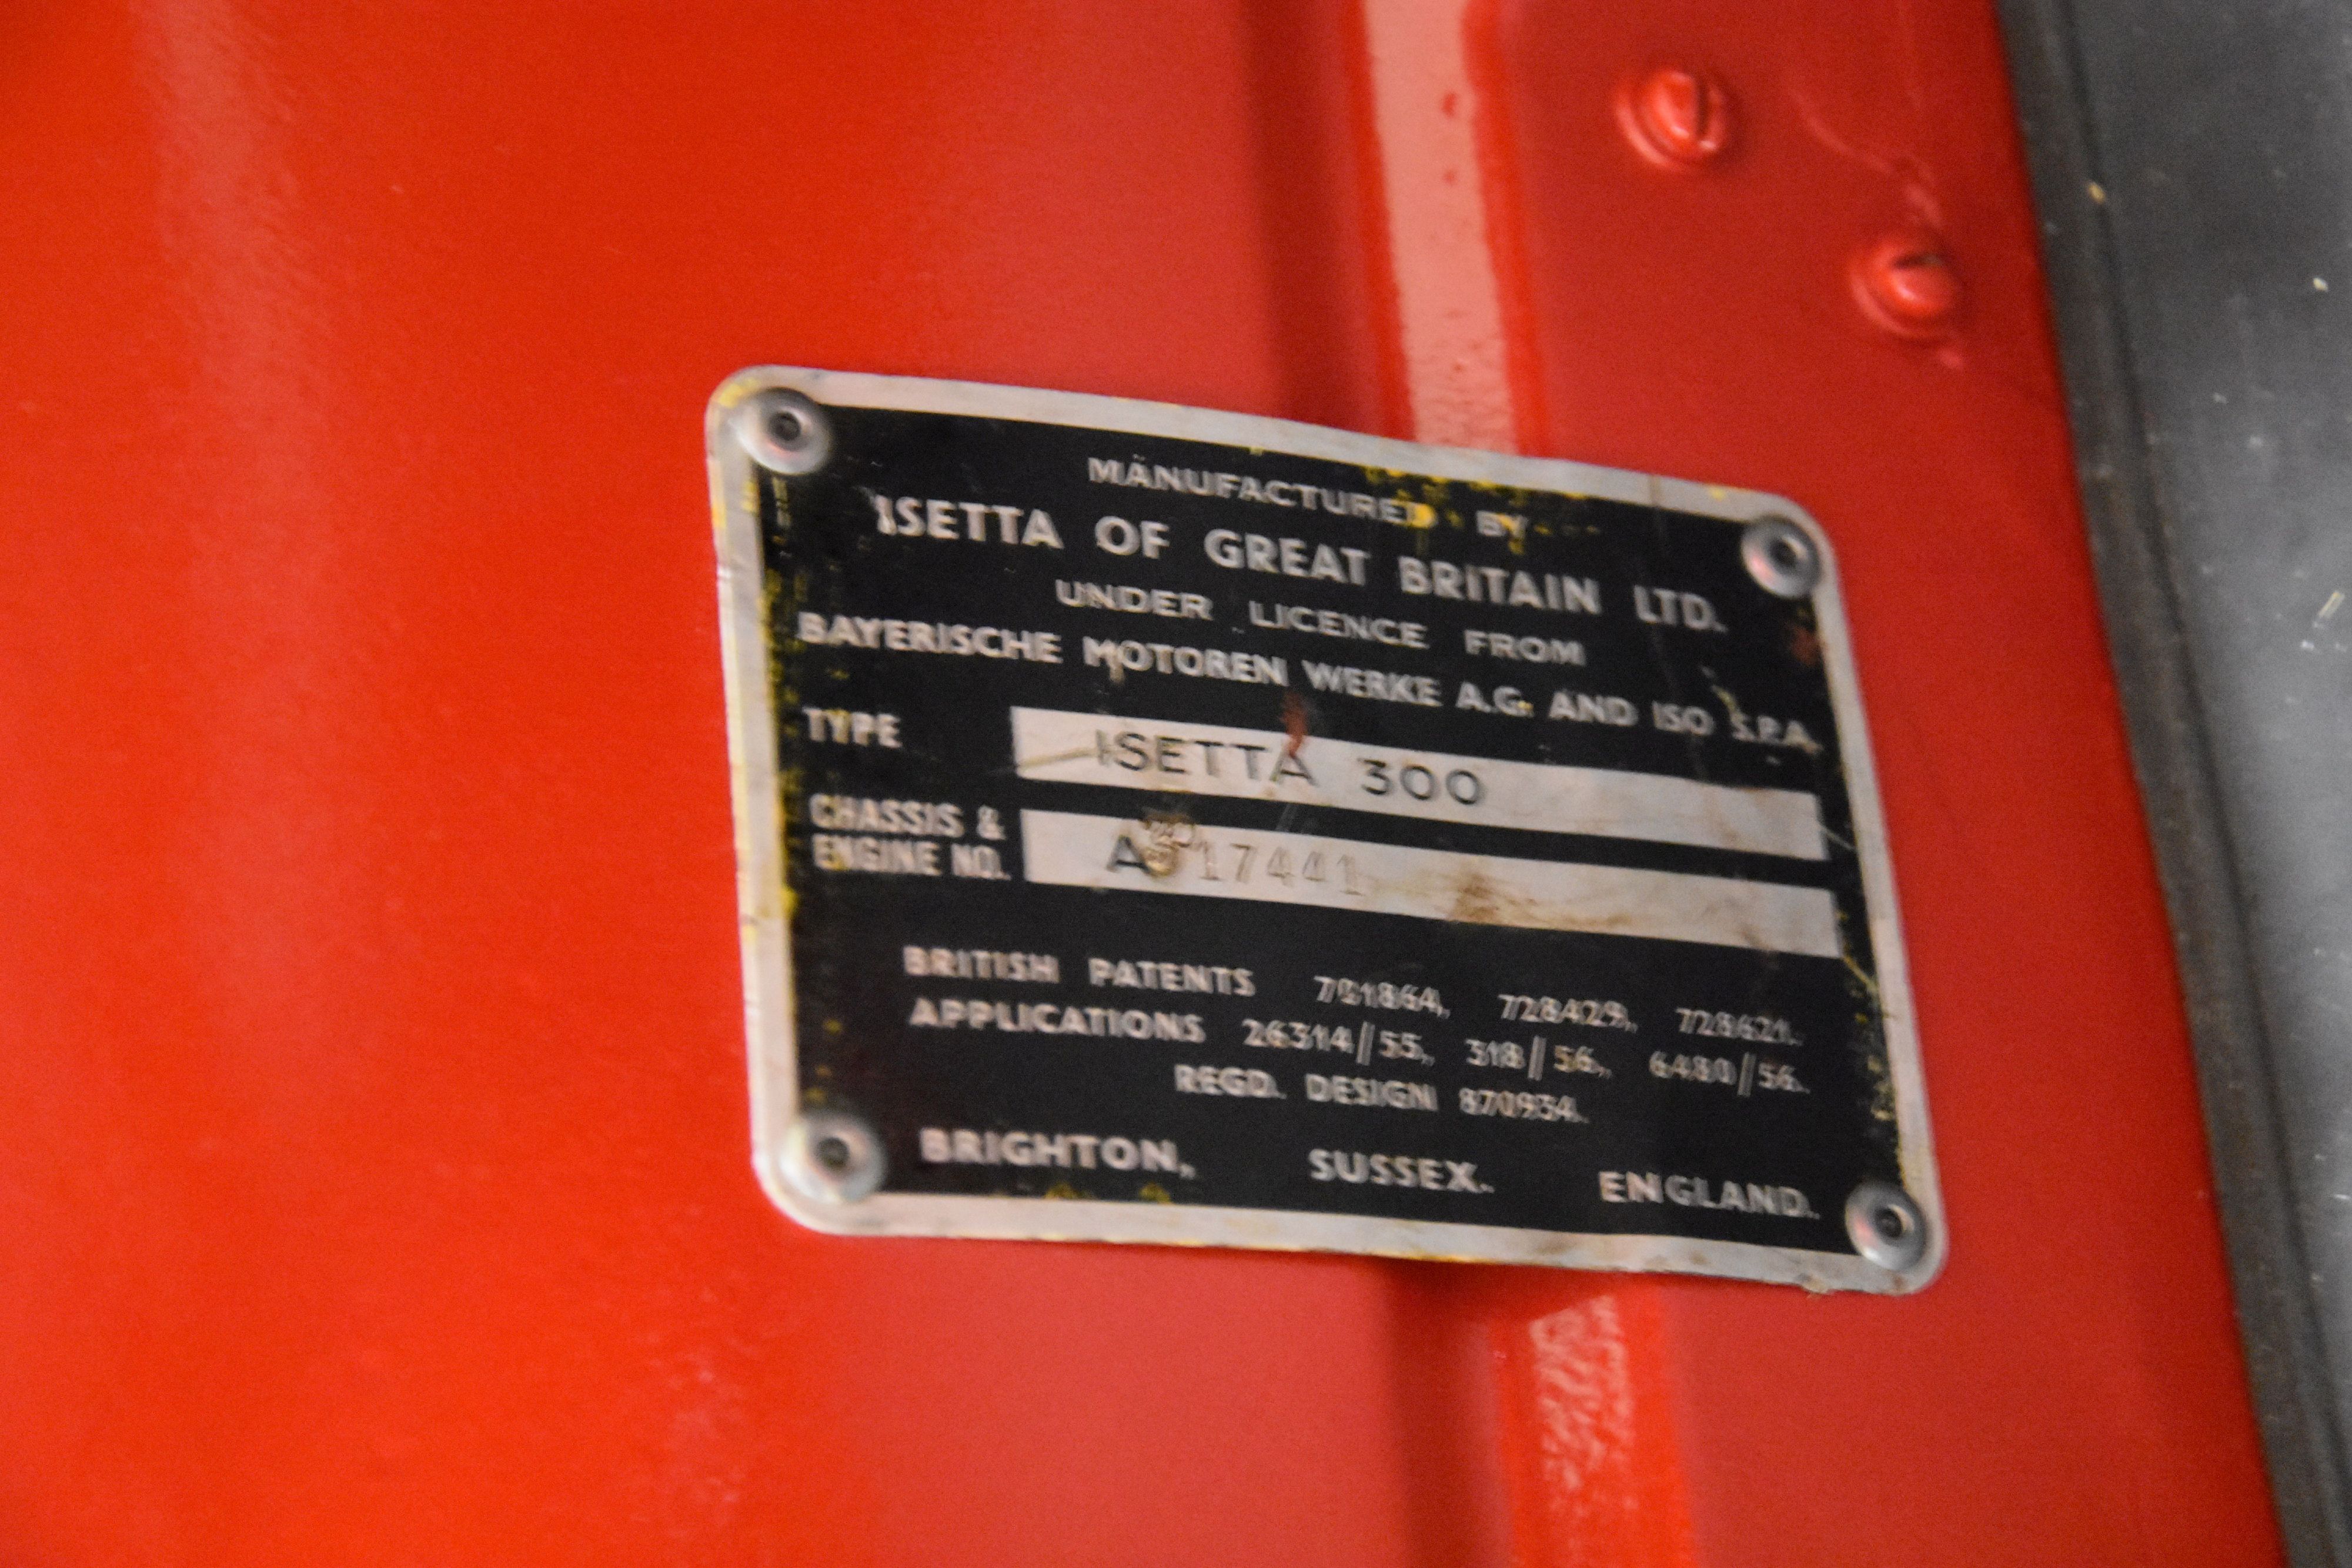 MANUFACTURED BY
ISETTA OF GREAT BRITAIN LTD.
UNDER LICENCE FROM
BAYERISCHE MOTOREN WERKE A.G. AND ISO S.P.A.
TYPE ISETTA 300
CHASSIS &
ENGINE NO.
BRITISH PATENTS 701864, 728429, 728621.
APPLICATIONS 26314/55, 318/56, 6480/56.
REGD. DESIGN 870934.
BRIGHTON, SUSSEX. ENGLAND.